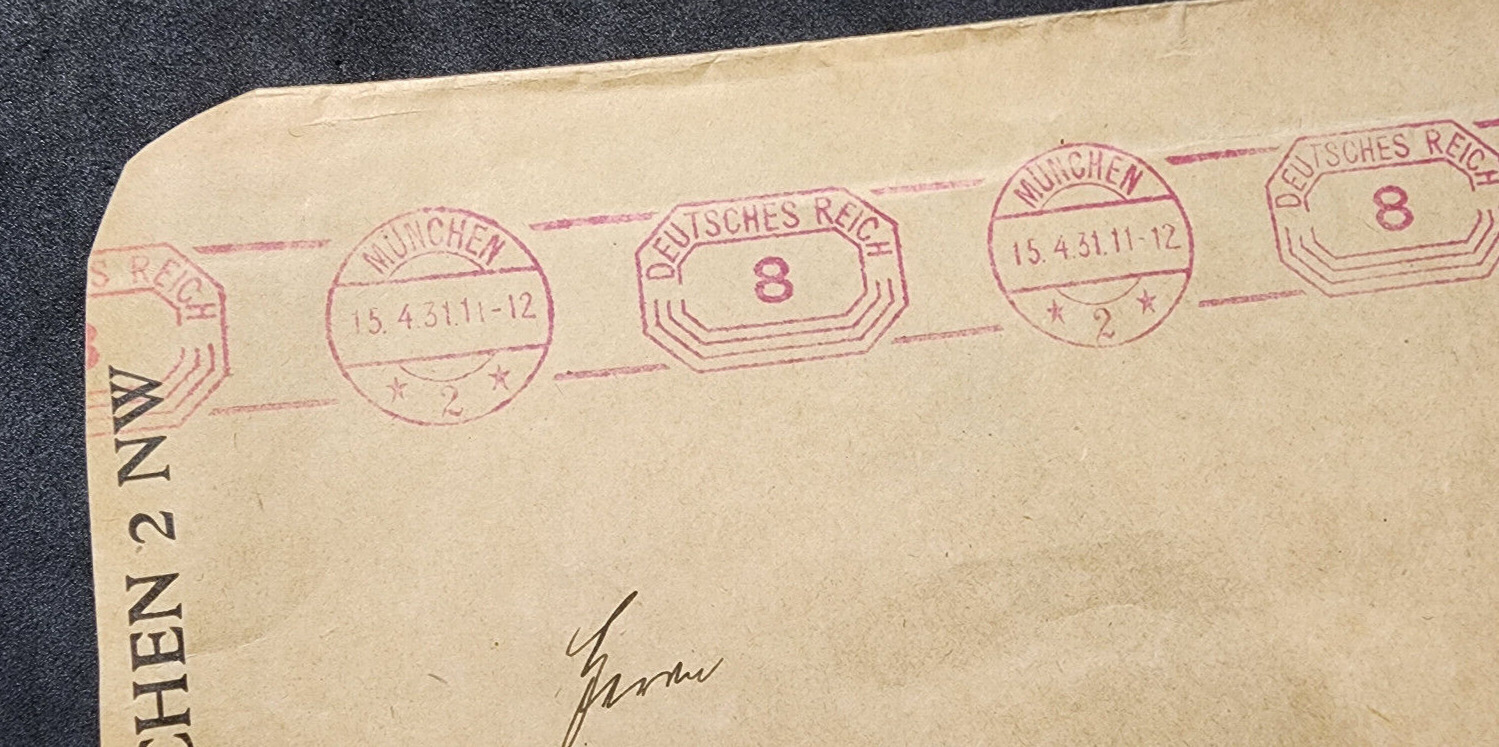 S REICH
MÜNCHEN
15.4.31.11-12
* 2 *
DEUTSCHES REICH
8
MÜNCHEN
15.4.31.11-12
* 2 *
DEUTSCHES REICH
8
CHEN 2 NW
Herrn